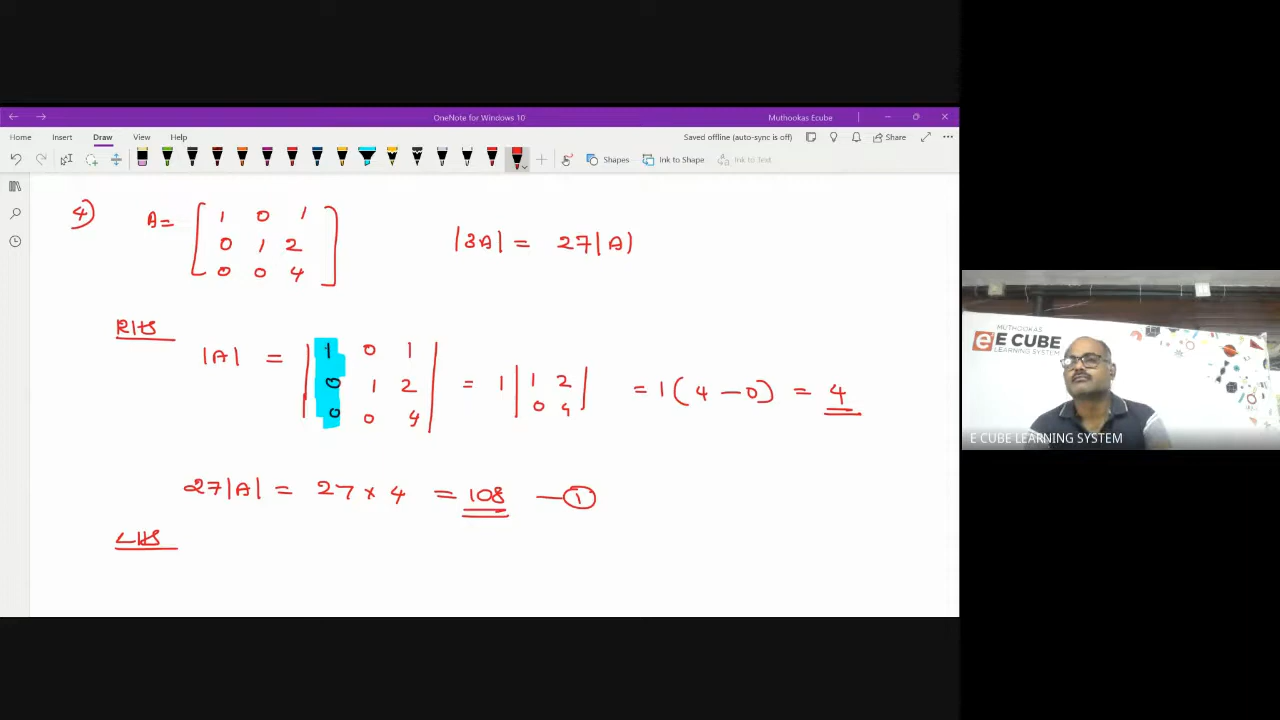 OneNote for Windows 10
Muthookas Ecube
Home Insert Draw View Help
Saved offline (auto-sync is off)
Share
Shapes
Ink to Shape
Ink to Text
4) A = [ 1 0 1
0 1 2
0 0 4 ]
|3A| = 27|A|
RHS
|A| = | 1 0 1
0 1 2
0 0 4 | = 1 | 1 2
0 4 | = 1(4 - 0) = 4
27|A| = 27 × 4 = 108 — ①
LHS
MUTHOOKAS
E CUBE
LEARNING SYSTEM
E CUBE LEARNING SYSTEM